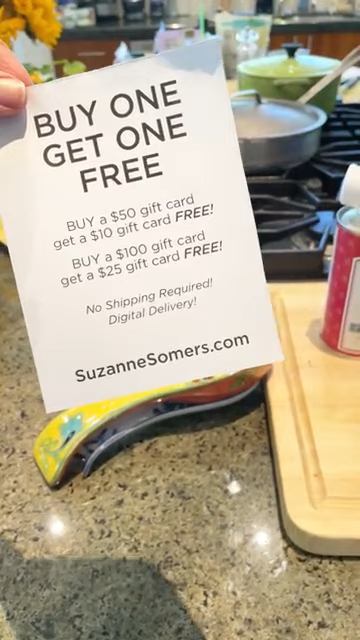 BUY ONE
GET ONE
FREE
BUY a $50 gift card
get a $10 gift card FREE!
BUY a $100 gift card
get a $25 gift card FREE!
No Shipping Required!
Digital Delivery!
SuzanneSomers.com